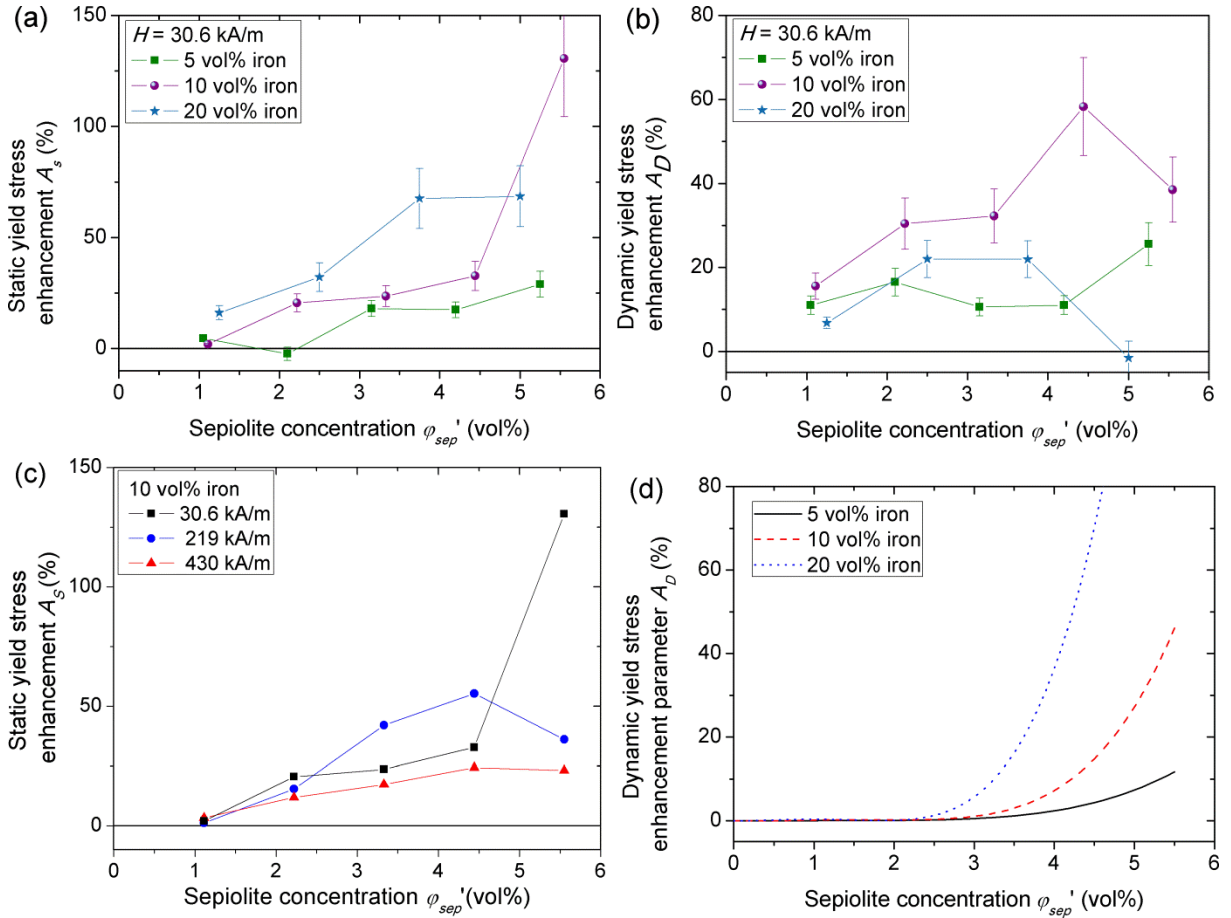 (a)
H = 30.6 kA/m
5 vol% iron
10 vol% iron
20 vol% iron
150
100
50
0
0 1 2 3 4 5 6
Static yield stress
enhancement A_s (%)
Sepiolite concentration φ_sep' (vol%)
(b)
H = 30.6 kA/m
5 vol% iron
10 vol% iron
20 vol% iron
80
60
40
20
0
0 1 2 3 4 5 6
Dynamic yield stress
enhancement A_D (%)
Sepiolite concentration φ_sep' (vol%)
(c)
10 vol% iron
30.6 kA/m
219 kA/m
430 kA/m
150
100
50
0
0 1 2 3 4 5 6
Static yield stress
enhancement A_S (%)
Sepiolite concentration φ_sep' (vol%)
(d)
5 vol% iron
10 vol% iron
20 vol% iron
80
60
40
20
0
0 1 2 3 4 5 6
Dynamic yield stress
enhancement parameter A_D (%)
Sepiolite concentration φ_sep' (vol%)